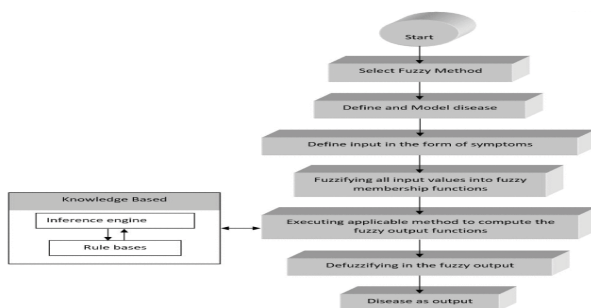 Start
Select Fuzzy Method
Define and Model disease
Define input in the form of symptoms
Fuzzifying all input values into fuzzy
membership functions
Knowledge Based
Inference engine
Rule bases
Executing applicable method to compute the
fuzzy output functions
Defuzzifying in the fuzzy output
Disease as output